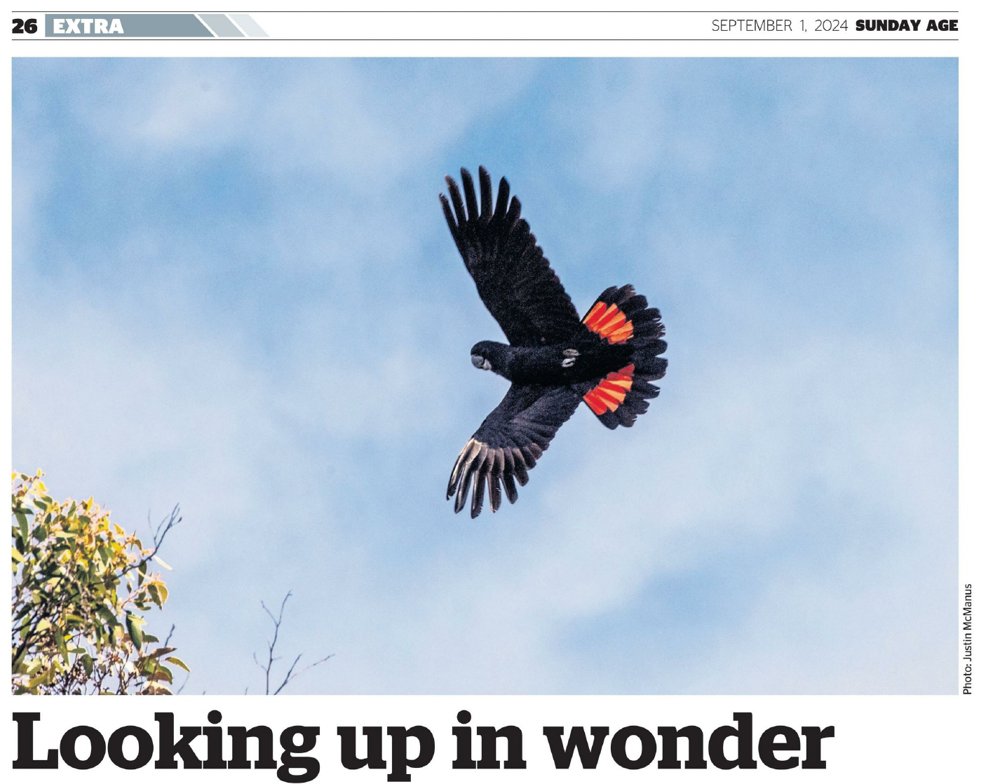 26 EXTRA
SEPTEMBER 1, 2024 SUNDAY AGE
Photo: Justin McManus
Looking up in wonder